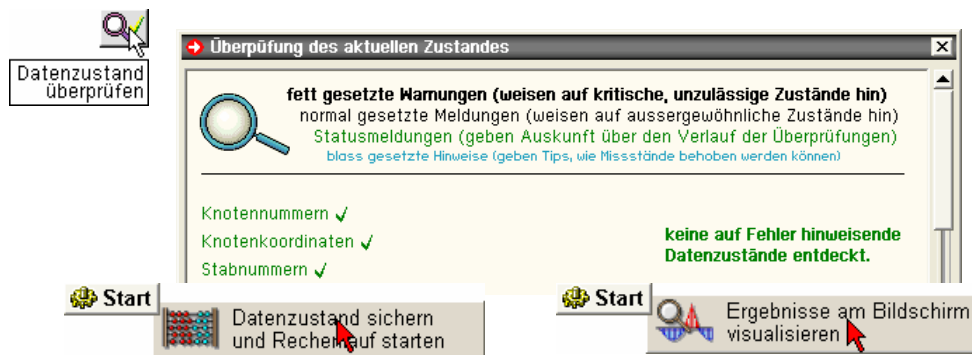 Datenzustand
überprüfen
Überpüfung des aktuellen Zustandes
fett gesetzte Warnungen (weisen auf kritische, unzulässige Zustände hin)
normal gesetzte Meldungen (weisen auf aussergewöhnliche Zustände hin)
Statusmeldungen (geben Auskunft über den Verlauf der Überprüfungen)
blass gesetzte Hinweise (geben Tips, wie Missstände behoben werden können)
Knotennummern
Knotenkoordinaten
Stabnummern
keine auf Fehler hinweisende
Datenzustände entdeckt.
Start
Datenzustand sichern
und Rechenlauf starten
Start
Ergebnisse am Bildschirm
visualisieren